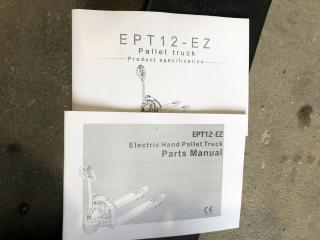 EPT12-EZ
Pallet truck
Product specification
EPT12-EZ
Electric Hand Pallet Truck
Parts Manual
CE